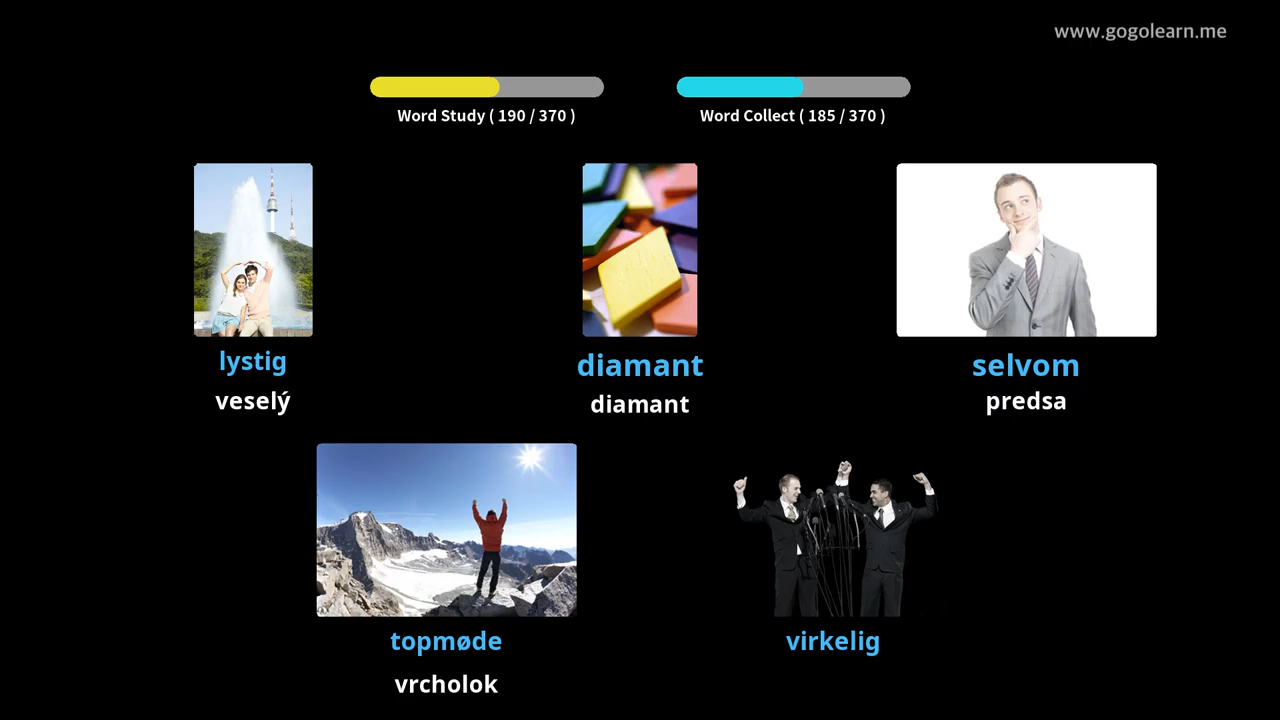 www.gogolearn.me
Word Study ( 190 / 370 )
Word Collect ( 185 / 370 )
lystig
veselý
diamant
diamant
selvom
predsa
topmøde
vrcholok
virkelig